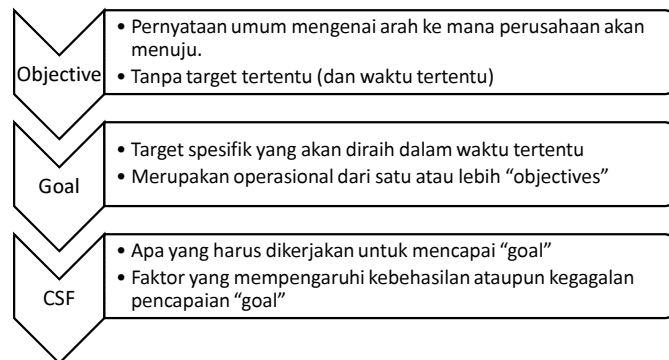 Objective
• Pernyataan umum mengenai arah ke mana perusahaan akan
menuju.
• Tanpa target tertentu (dan waktu tertentu)
Goal
• Target spesifik yang akan diraih dalam waktu tertentu
• Merupakan operasional dari satu atau lebih “objectives”
CSF
• Apa yang harus dikerjakan untuk mencapai “goal”
• Faktor yang mempengaruhi kebehasilan ataupun kegagalan
pencapaian “goal”